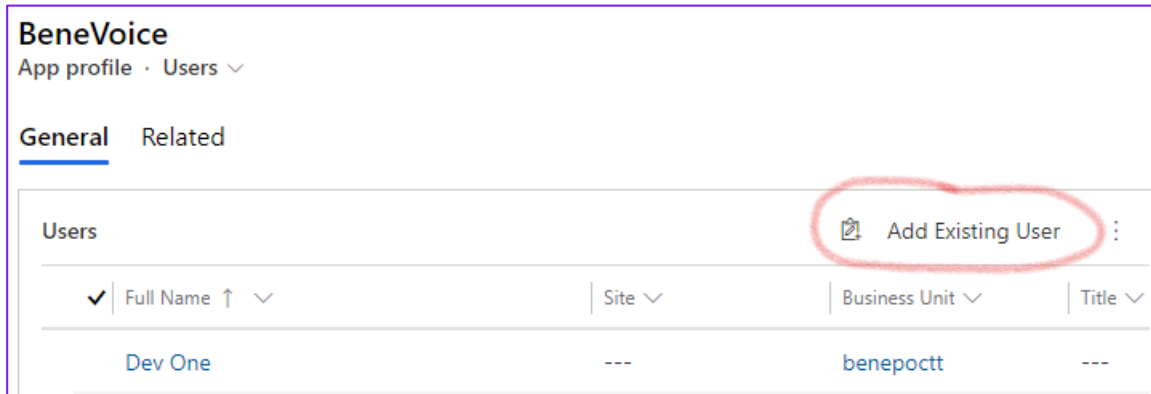 BeneVoice
App profile · Users
General Related
Users Add Existing User
Full Name ↑ Site Business Unit Title
Dev One --- benepoctt ---